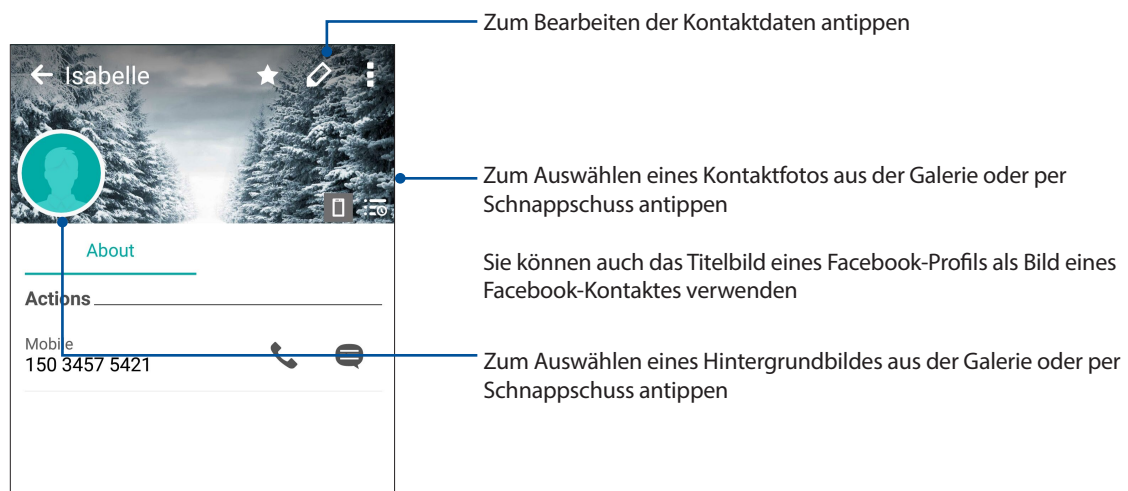 Zum Bearbeiten der Kontaktdaten antippen
Isabelle
Zum Auswählen eines Kontaktfotos aus der Galerie oder per
Schnappschuss antippen
About
Sie können auch das Titelbild eines Facebook-Profils als Bild eines
Facebook-Kontaktes verwenden
Actions
Mobile
150 3457 5421
Zum Auswählen eines Hintergrundbildes aus der Galerie oder per
Schnappschuss antippen